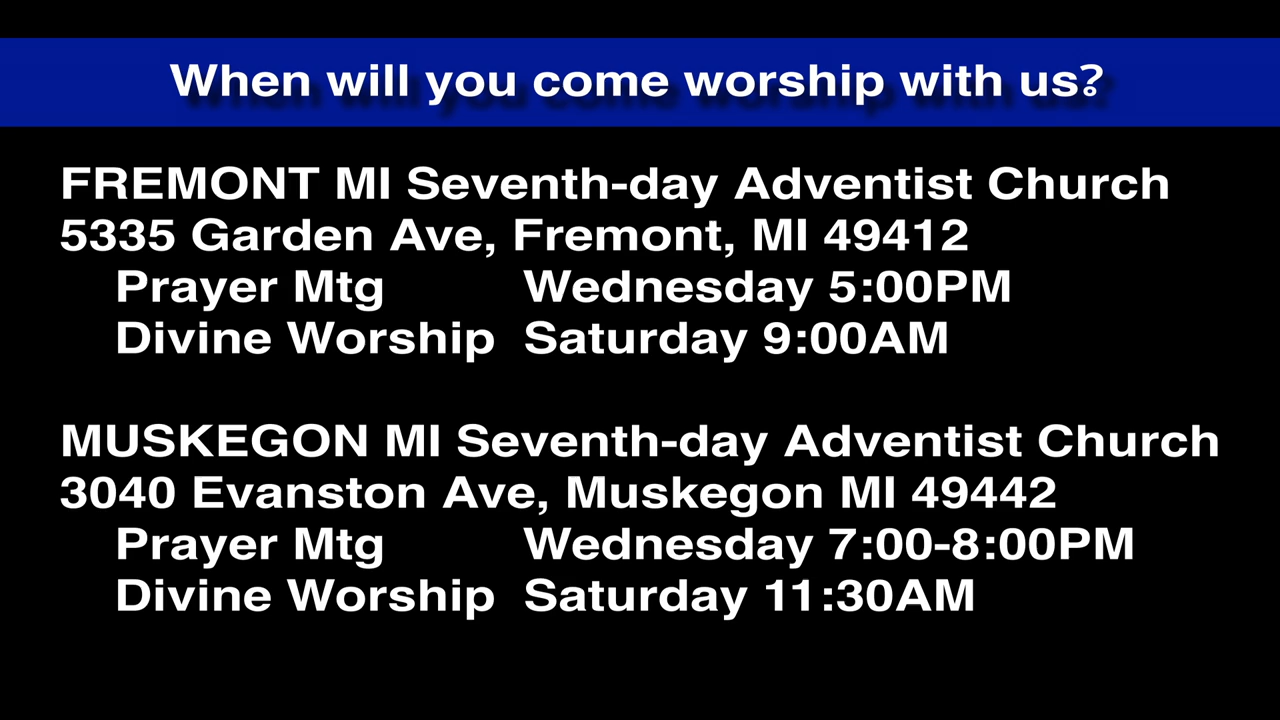 When will you come worship with us?
FREMONT MI Seventh-day Adventist Church
5335 Garden Ave, Fremont, MI 49412
Prayer Mtg Wednesday 5:00PM
Divine Worship Saturday 9:00AM
MUSKEGON MI Seventh-day Adventist Church
3040 Evanston Ave, Muskegon MI 49442
Prayer Mtg Wednesday 7:00-8:00PM
Divine Worship Saturday 11:30AM